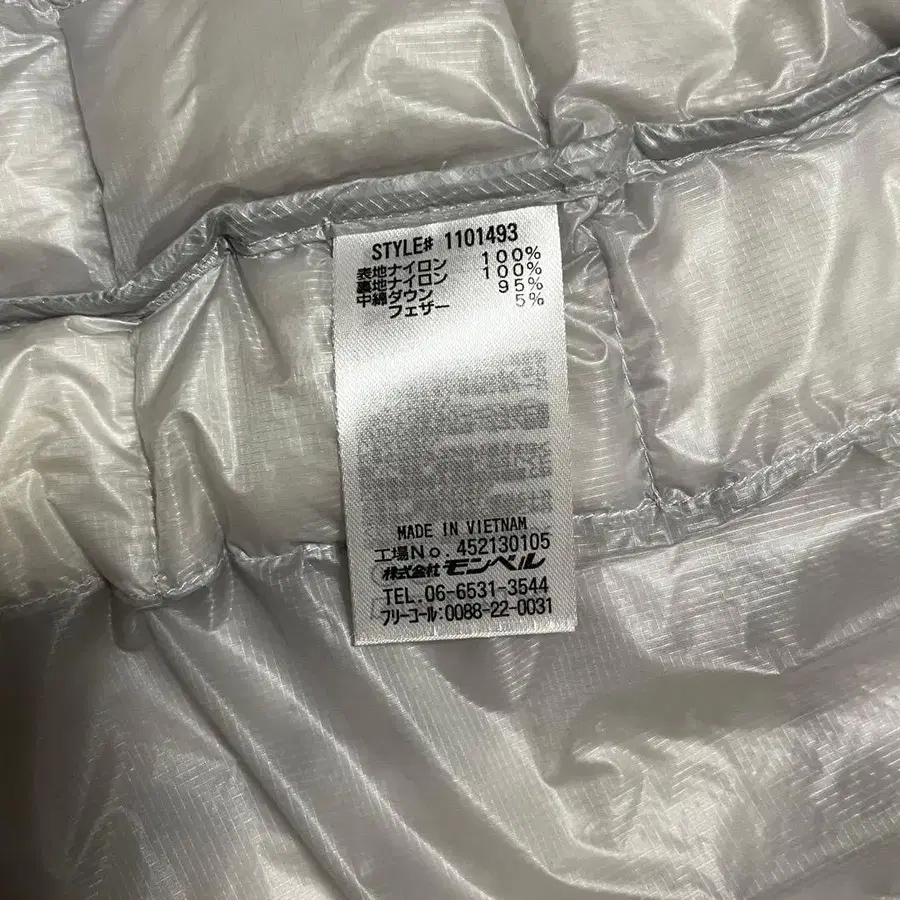 STYLE# 1101493
表地ナイロン 100%
裏地ナイロン 100%
中綿ダウン 95%
フェザー 5%
MADE IN VIETNAM
工場No. 452130105
株式会社モンベル
TEL.06-6531-3544
フリーコール:0088-22-0031